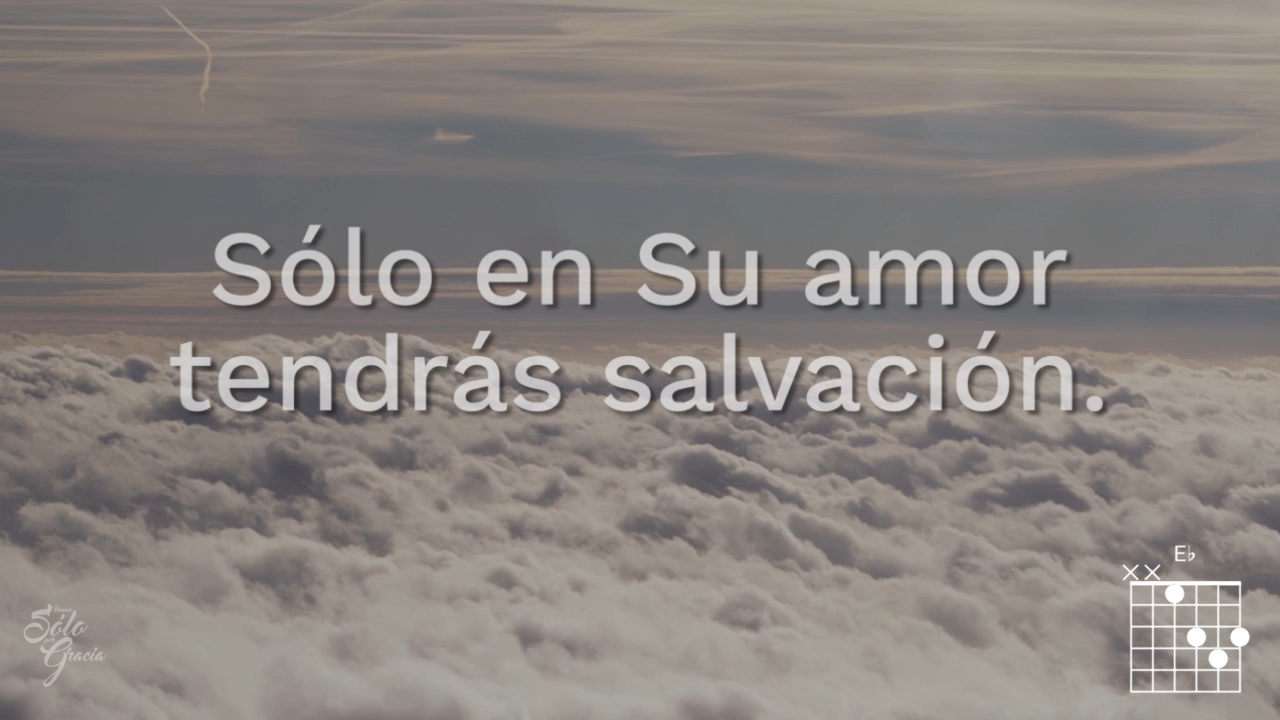 Sólo en Su amor
tendrás salvación.
E♭
Sólo
Gracia